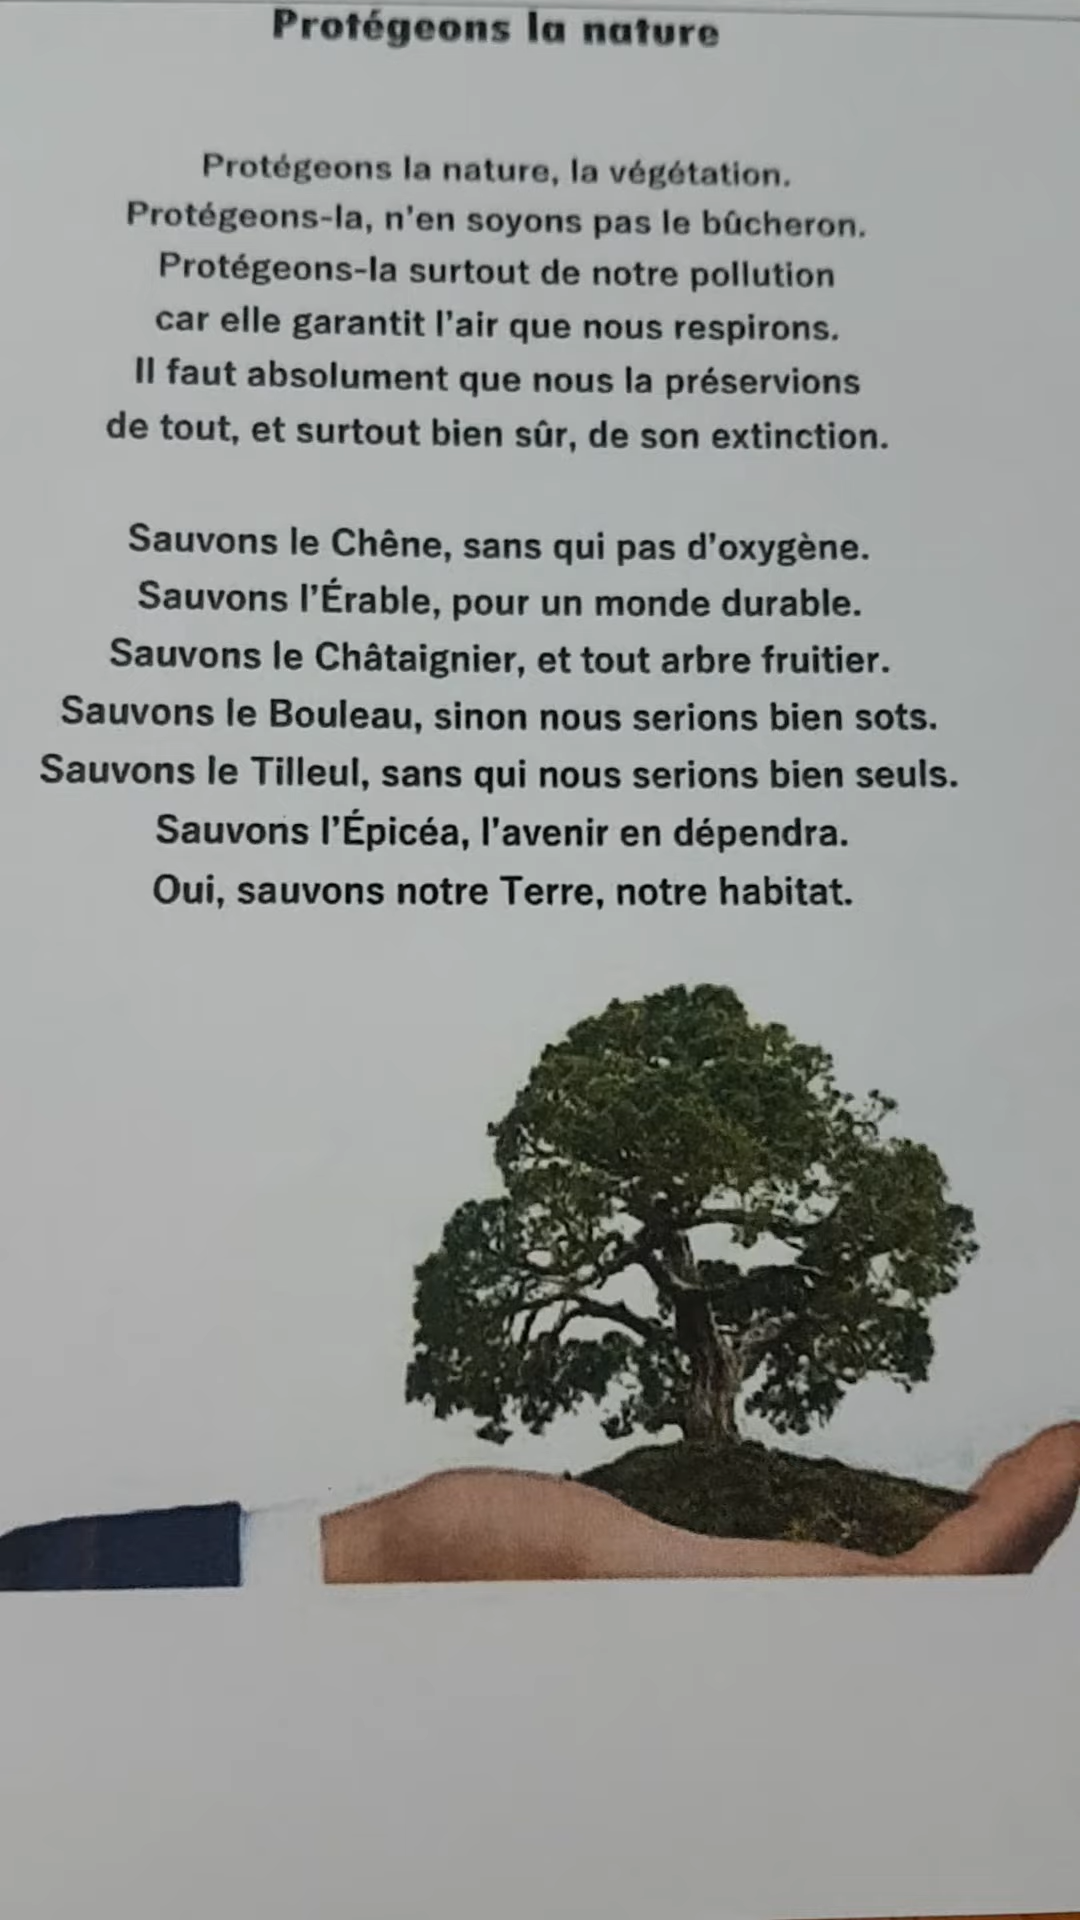 Protégeons la nature
Protégeons la nature, la végétation.
Protégeons-la, n'en soyons pas le bûcheron.
Protégeons-la surtout de notre pollution
car elle garantit l'air que nous respirons.
Il faut absolument que nous la préservions
de tout, et surtout bien sûr, de son extinction.
Sauvons le Chêne, sans qui pas d'oxygène.
Sauvons l'Érable, pour un monde durable.
Sauvons le Châtaignier, et tout arbre fruitier.
Sauvons le Bouleau, sinon nous serions bien sots.
Sauvons le Tilleul, sans qui nous serions bien seuls.
Sauvons l'Épicéa, l'avenir en dépendra.
Oui, sauvons notre Terre, notre habitat.